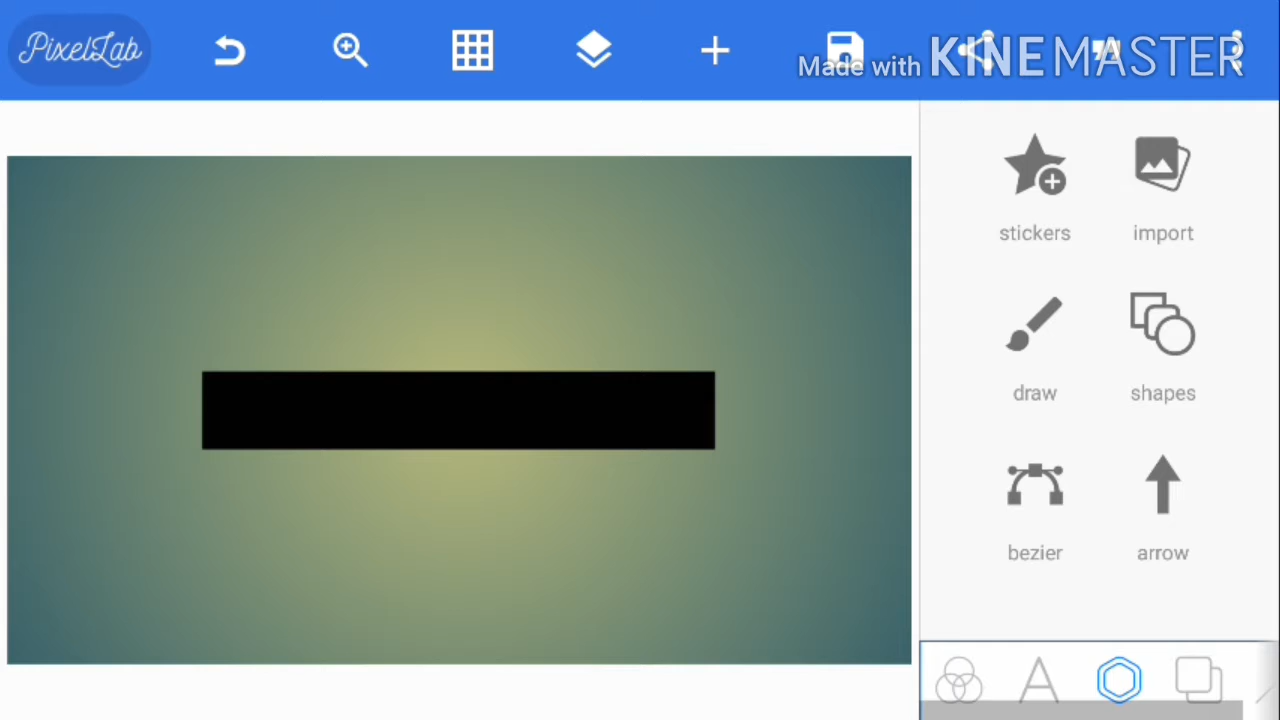 PixelLab
Made with KINEMASTER
stickers import
draw shapes
bezier arrow